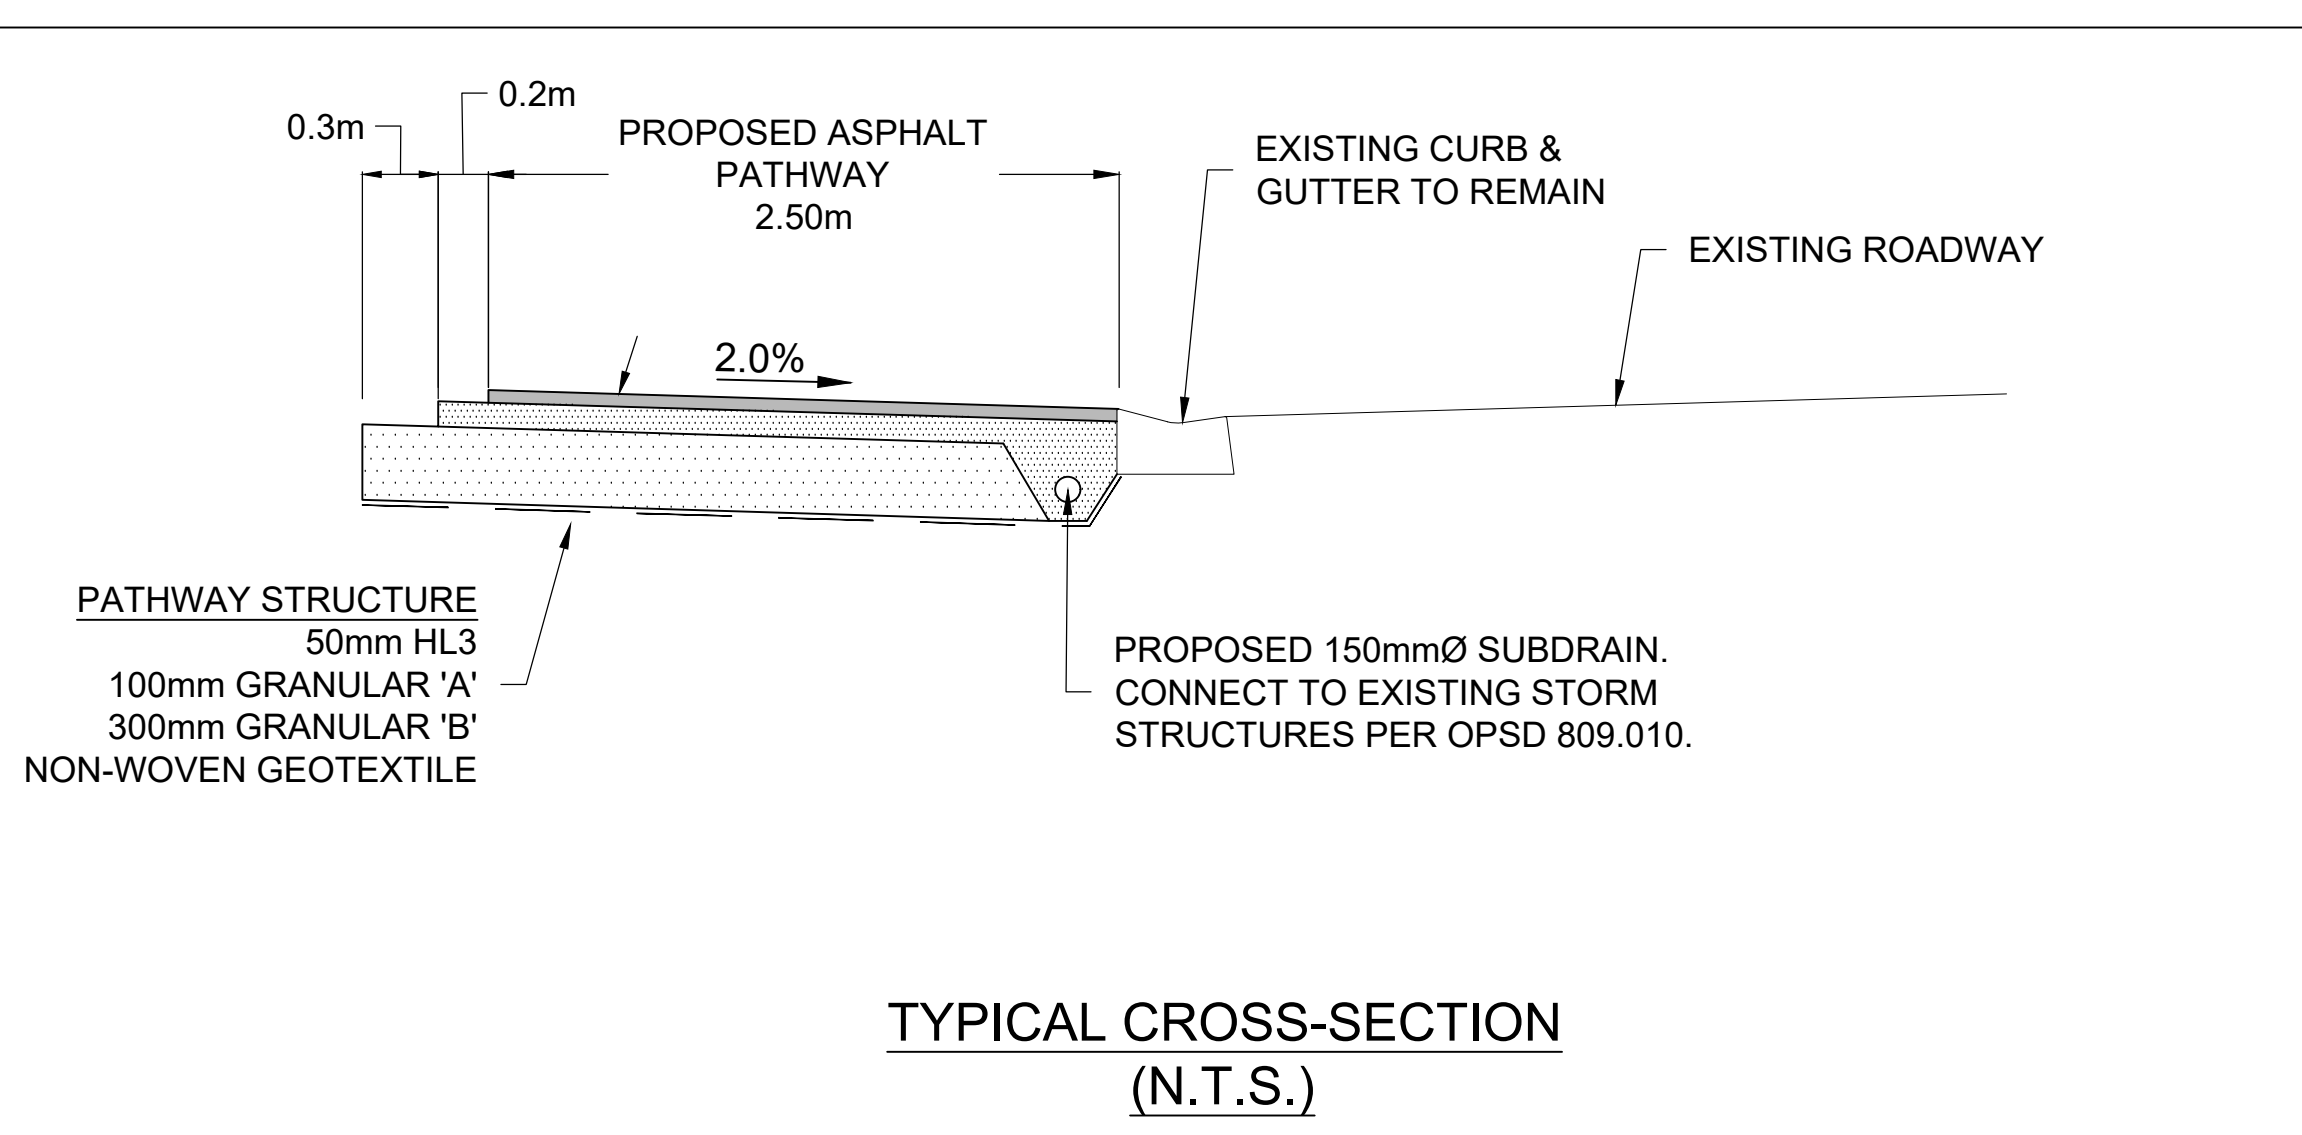 0.2m
0.3m
PROPOSED ASPHALT
PATHWAY
2.50m
EXISTING CURB &
GUTTER TO REMAIN
EXISTING ROADWAY
2.0%
PATHWAY STRUCTURE
50mm HL3
100mm GRANULAR 'A'
300mm GRANULAR 'B'
NON-WOVEN GEOTEXTILE
PROPOSED 150mmØ SUBDRAIN.
CONNECT TO EXISTING STORM
STRUCTURES PER OPSD 809.010.
TYPICAL CROSS-SECTION
(N.T.S.)